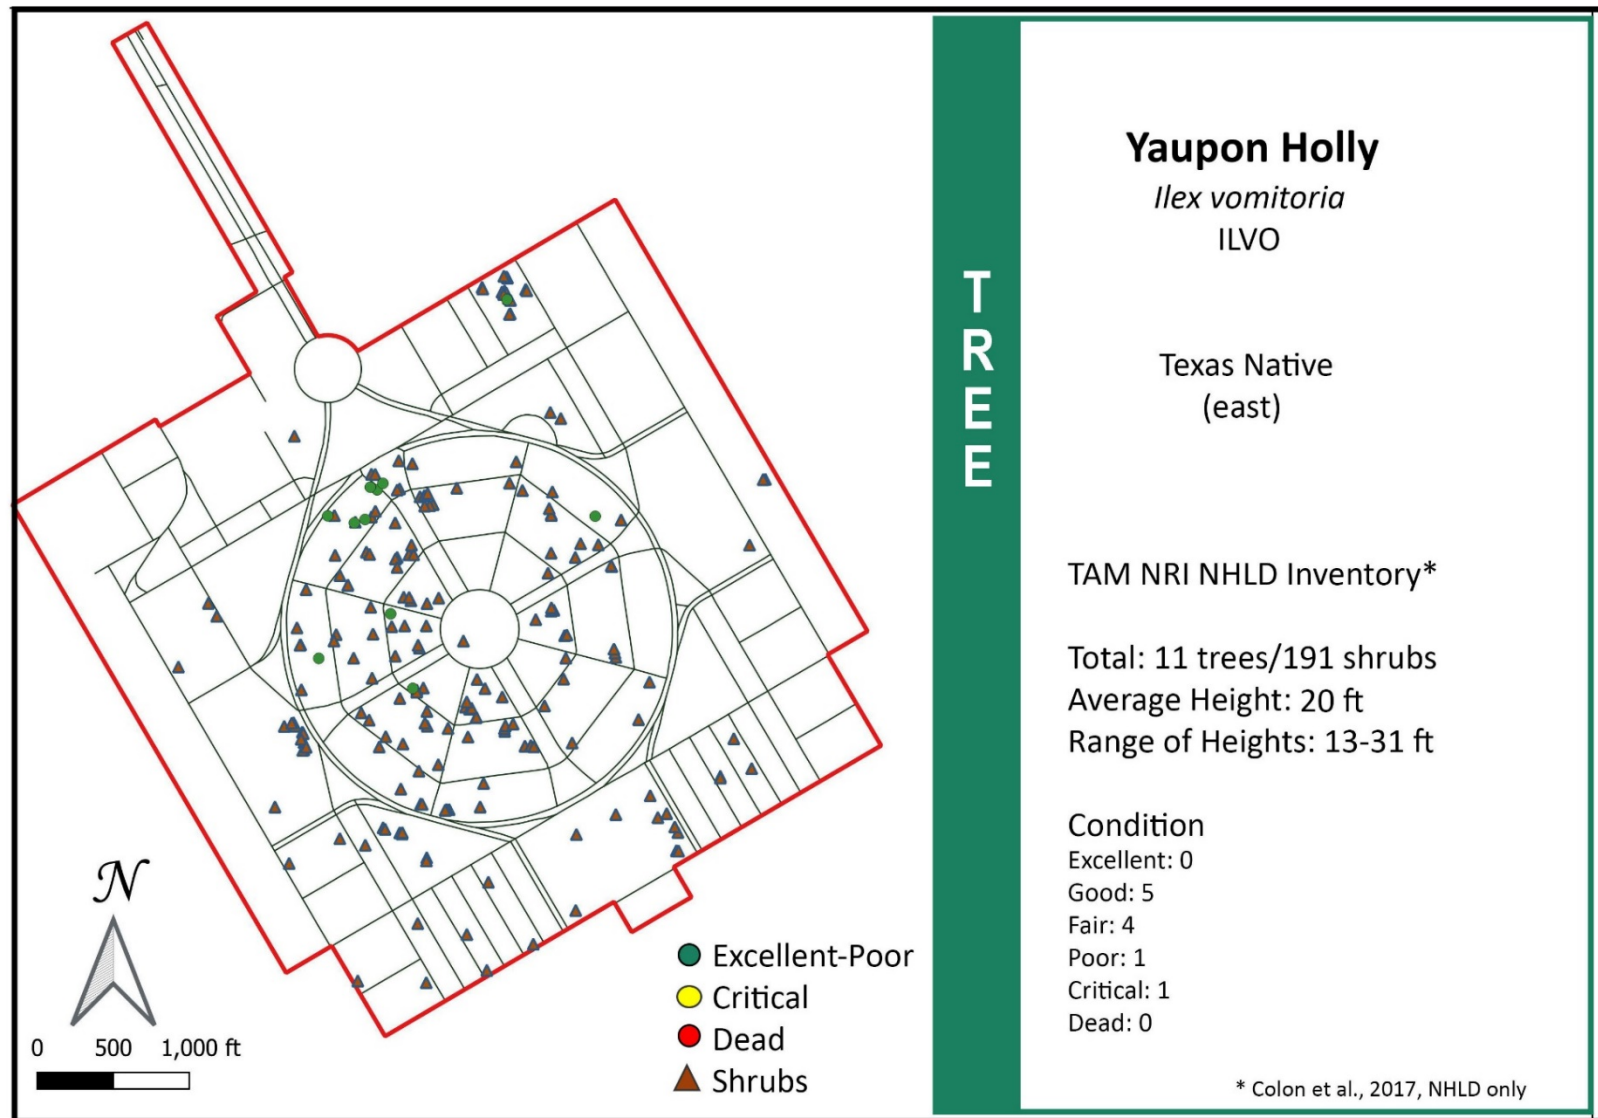 N
0 500 1,000 ft
Excellent-Poor
Critical
Dead
Shrubs
TREE
Yaupon Holly
Ilex vomitoria
ILVO
Texas Native
(east)
TAM NRI NHLD Inventory*
Total: 11 trees/191 shrubs
Average Height: 20 ft
Range of Heights: 13-31 ft
Condition
Excellent: 0
Good: 5
Fair: 4
Poor: 1
Critical: 1
Dead: 0
* Colon et al., 2017, NHLD only